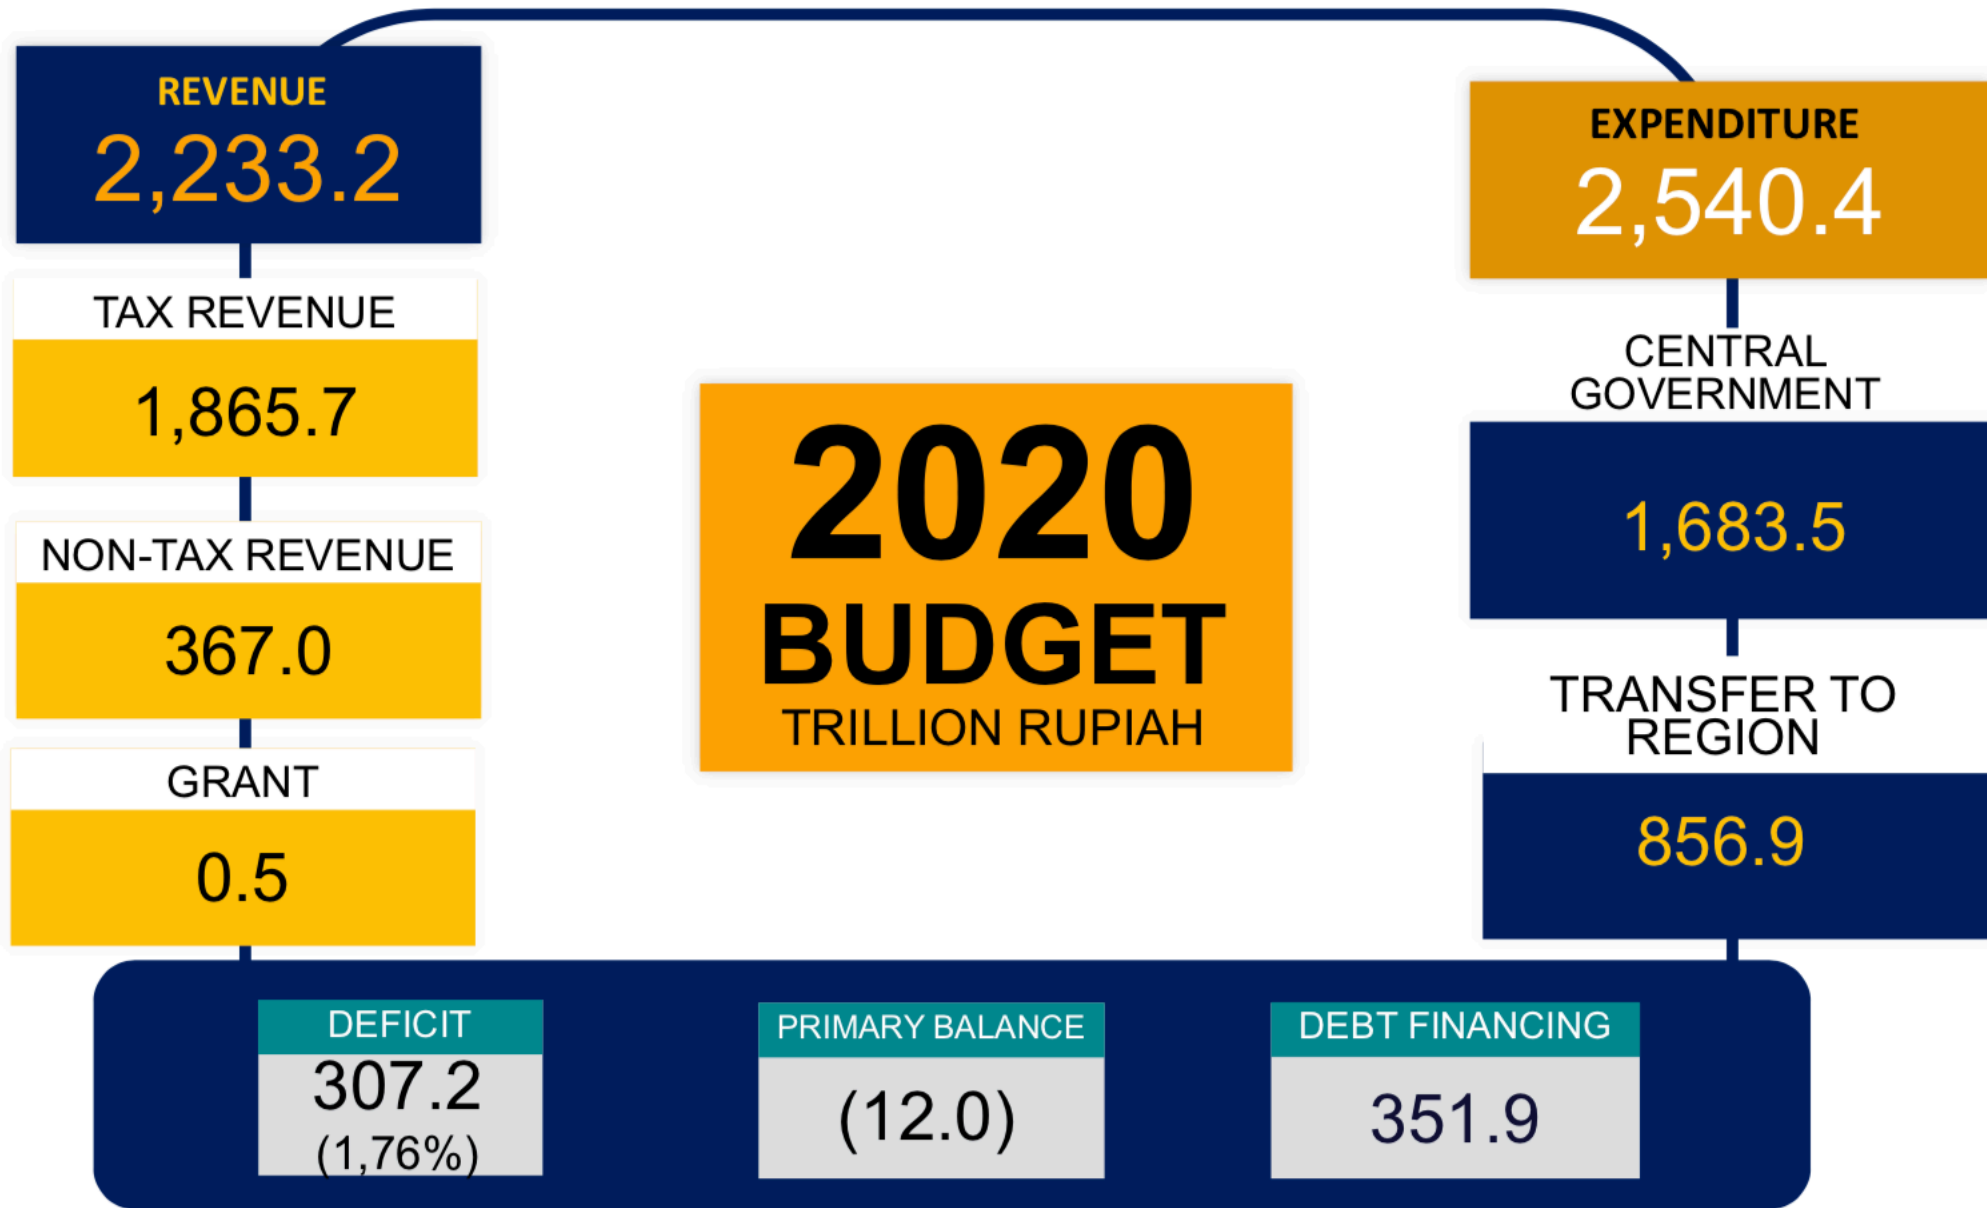 REVENUE
2,233.2
TAX REVENUE
1,865.7
NON-TAX REVENUE
367.0
GRANT
0.5
2020
BUDGET
TRILLION RUPIAH
EXPENDITURE
2,540.4
CENTRAL
GOVERNMENT
1,683.5
TRANSFER TO
REGION
856.9
DEFICIT
307.2
(1,76%)
PRIMARY BALANCE
(12.0)
DEBT FINANCING
351.9